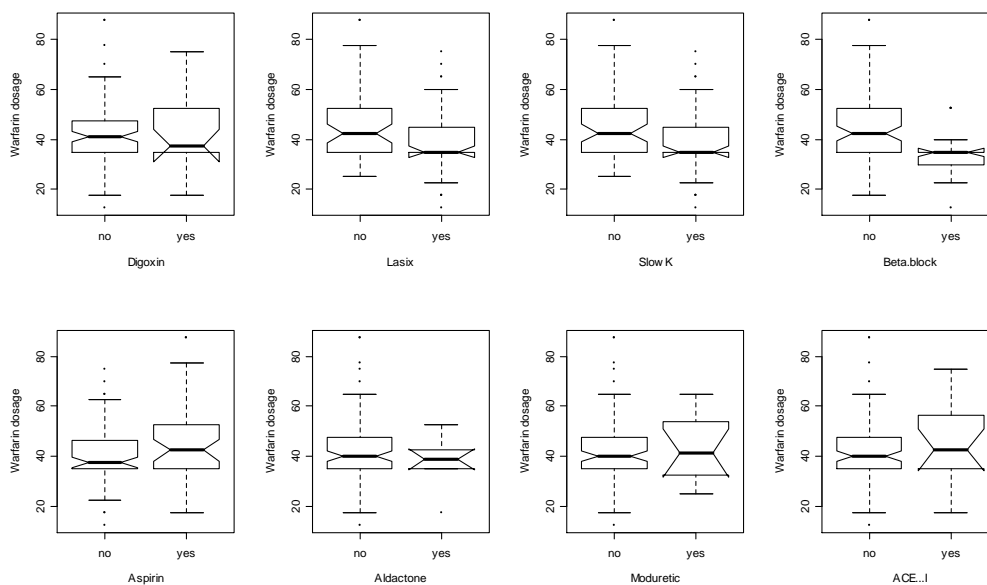 Warfarin dosage
20 40 60 80
no yes
Digoxin
Warfarin dosage
20 40 60 80
no yes
Lasix
Warfarin dosage
20 40 60 80
no yes
Slow K
Warfarin dosage
20 40 60 80
no yes
Beta.block
Warfarin dosage
20 40 60 80
no yes
Aspirin
Warfarin dosage
20 40 60 80
no yes
Aldactone
Warfarin dosage
20 40 60 80
no yes
Moduretic
Warfarin dosage
20 40 60 80
no yes
ACE...I